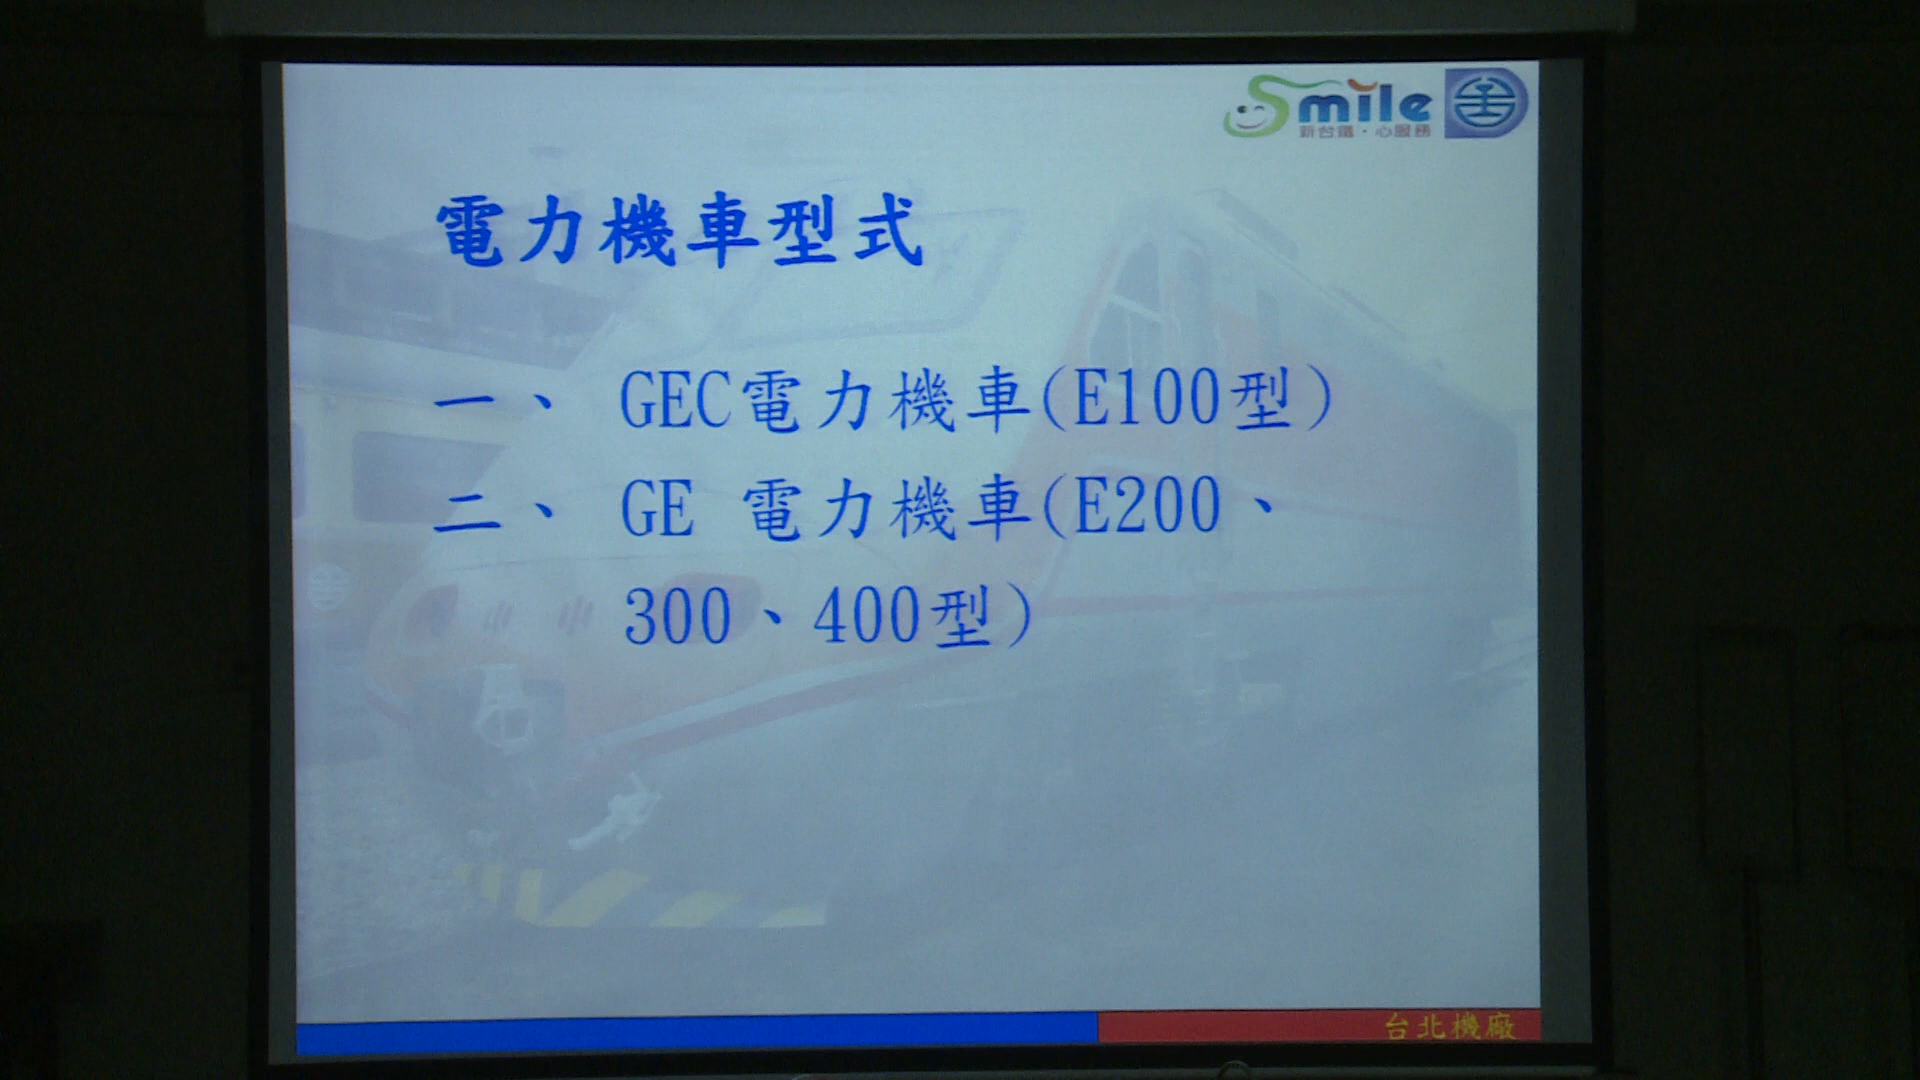 Smile
新台鐵·心服務
電力機車型式
一、 GEC電力機車(E100型)
二、 GE 電力機車(E200、
300、400型)
台北機廠